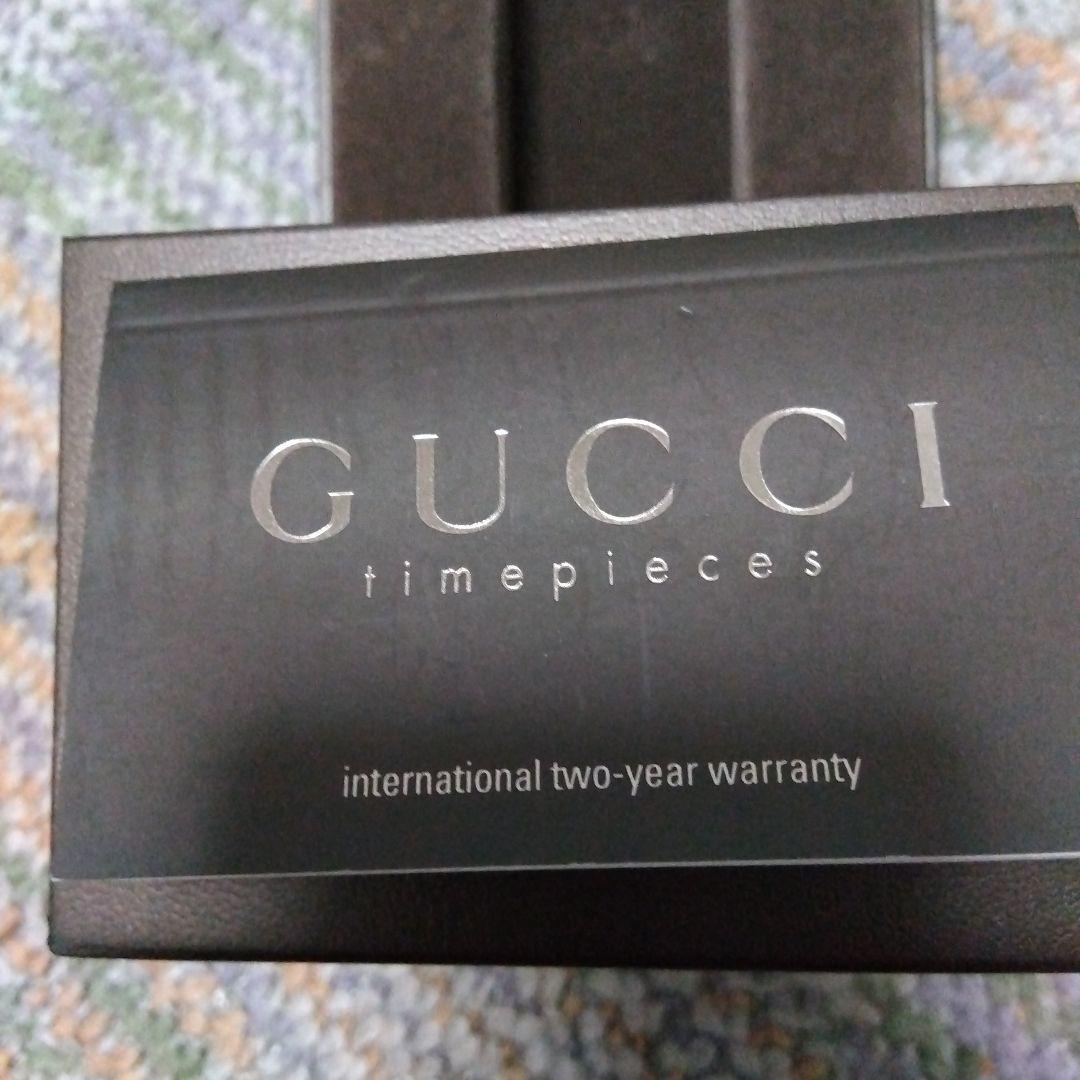 GUCCI
timepieces
international two-year warranty